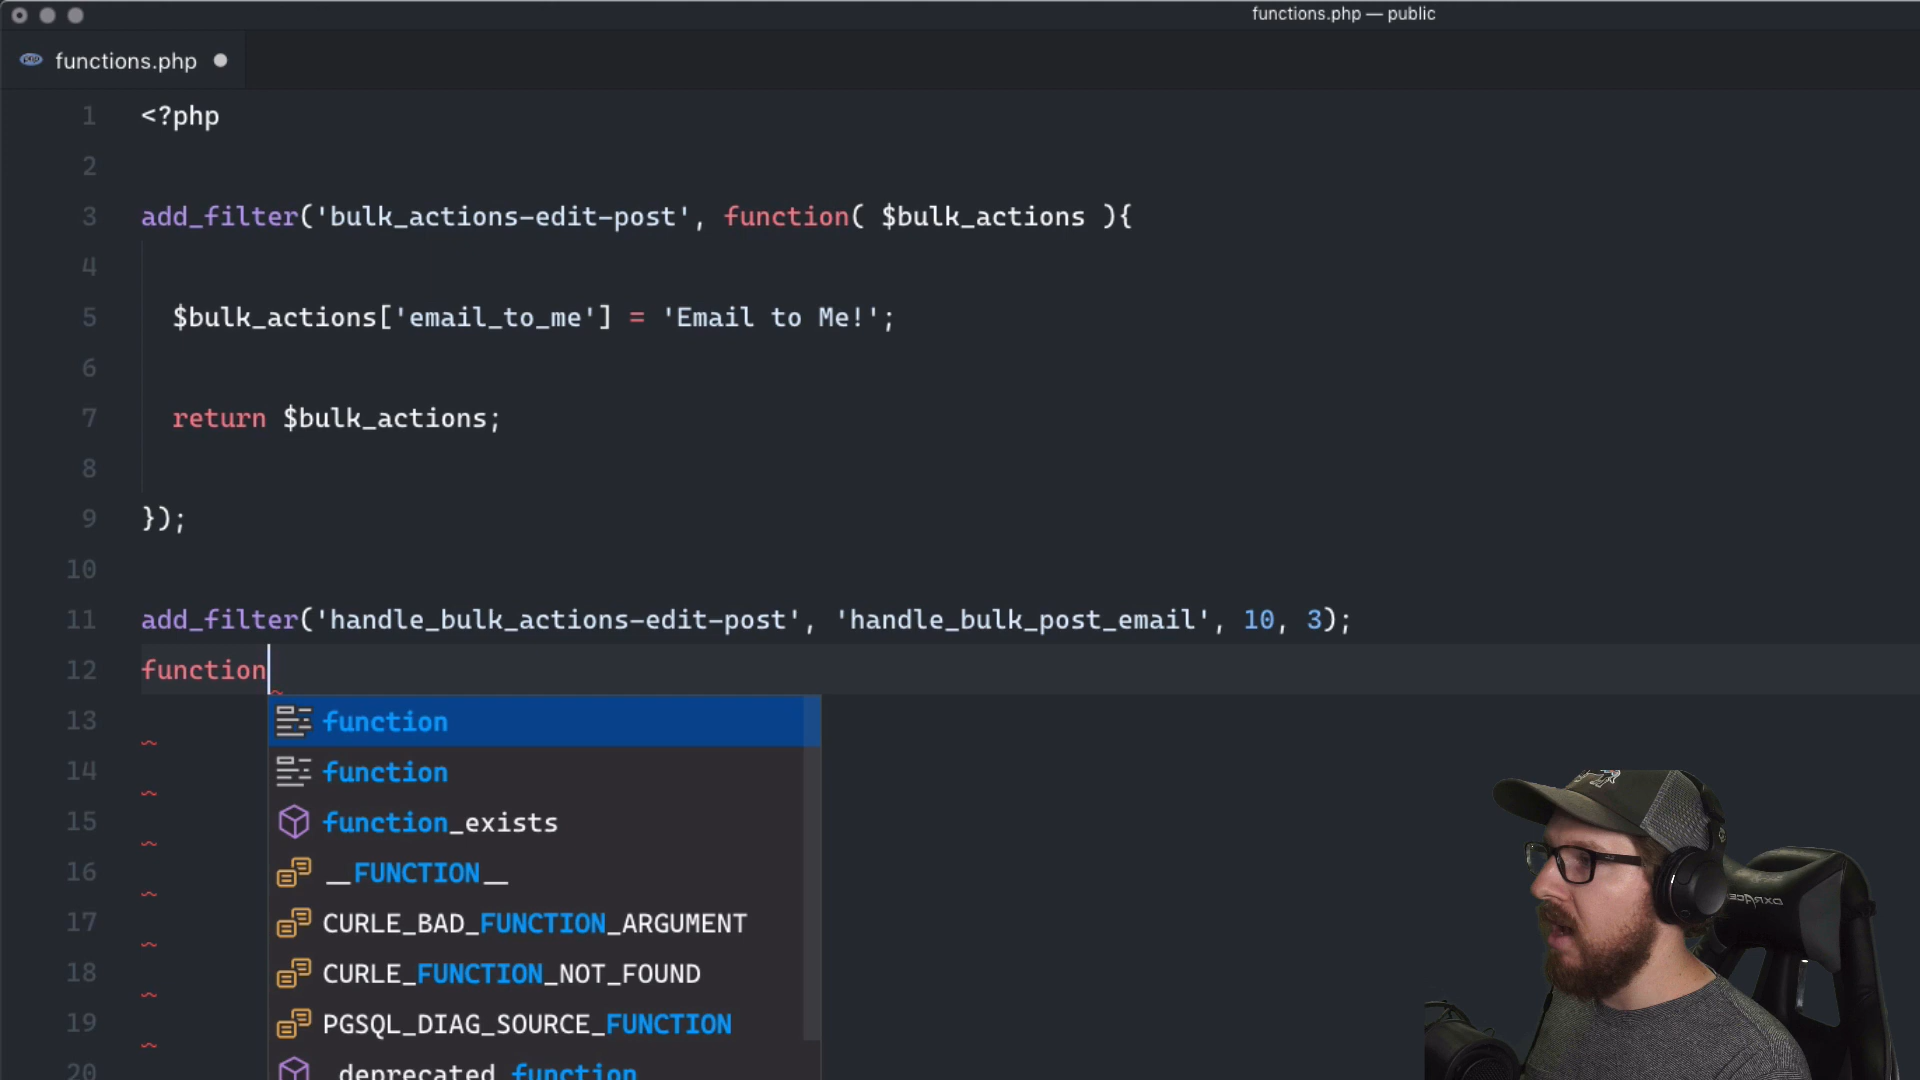 functions.php — public
functions.php
1 <?php
2
3 add_filter('bulk_actions-edit-post', function( $bulk_actions ){
4
5 $bulk_actions['email_to_me'] = 'Email to Me!';
6
7 return $bulk_actions;
8
9 });
10
11 add_filter('handle_bulk_actions-edit-post', 'handle_bulk_post_email', 10, 3);
12 function
13 function
14 function
15 function_exists
16 __FUNCTION__
17 CURLE_BAD_FUNCTION_ARGUMENT
18 CURLE_FUNCTION_NOT_FOUND
19 PGSQL_DIAG_SOURCE_FUNCTION
20 _deprecated_function
DXRACE